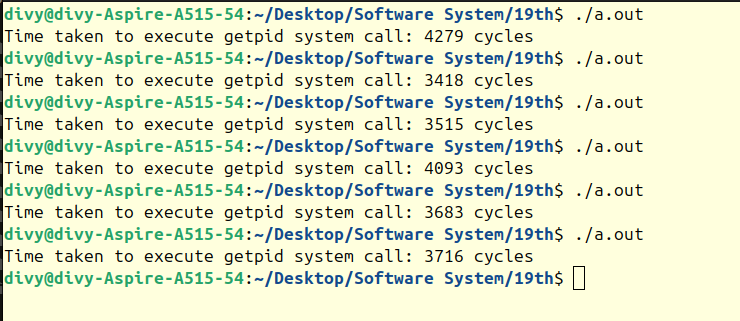 divy@divy-Aspire-A515-54:~/Desktop/Software System/19th$ ./a.out
Time taken to execute getpid system call: 4279 cycles
divy@divy-Aspire-A515-54:~/Desktop/Software System/19th$ ./a.out
Time taken to execute getpid system call: 3418 cycles
divy@divy-Aspire-A515-54:~/Desktop/Software System/19th$ ./a.out
Time taken to execute getpid system call: 3515 cycles
divy@divy-Aspire-A515-54:~/Desktop/Software System/19th$ ./a.out
Time taken to execute getpid system call: 4093 cycles
divy@divy-Aspire-A515-54:~/Desktop/Software System/19th$ ./a.out
Time taken to execute getpid system call: 3683 cycles
divy@divy-Aspire-A515-54:~/Desktop/Software System/19th$ ./a.out
Time taken to execute getpid system call: 3716 cycles
divy@divy-Aspire-A515-54:~/Desktop/Software System/19th$